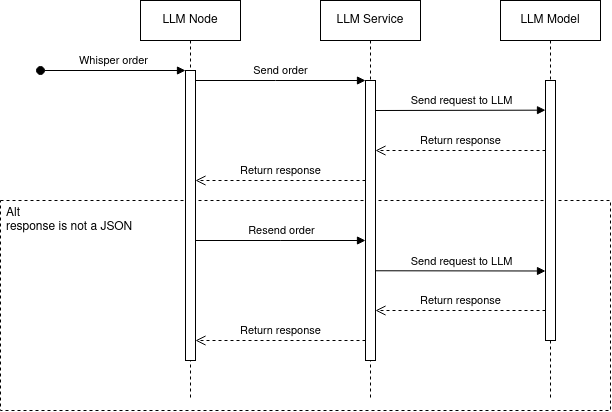 LLM Node
LLM Service
LLM Model
Whisper order
Send order
Send request to LLM
Return response
Return response
Alt
response is not a JSON
Resend order
Send request to LLM
Return response
Return response